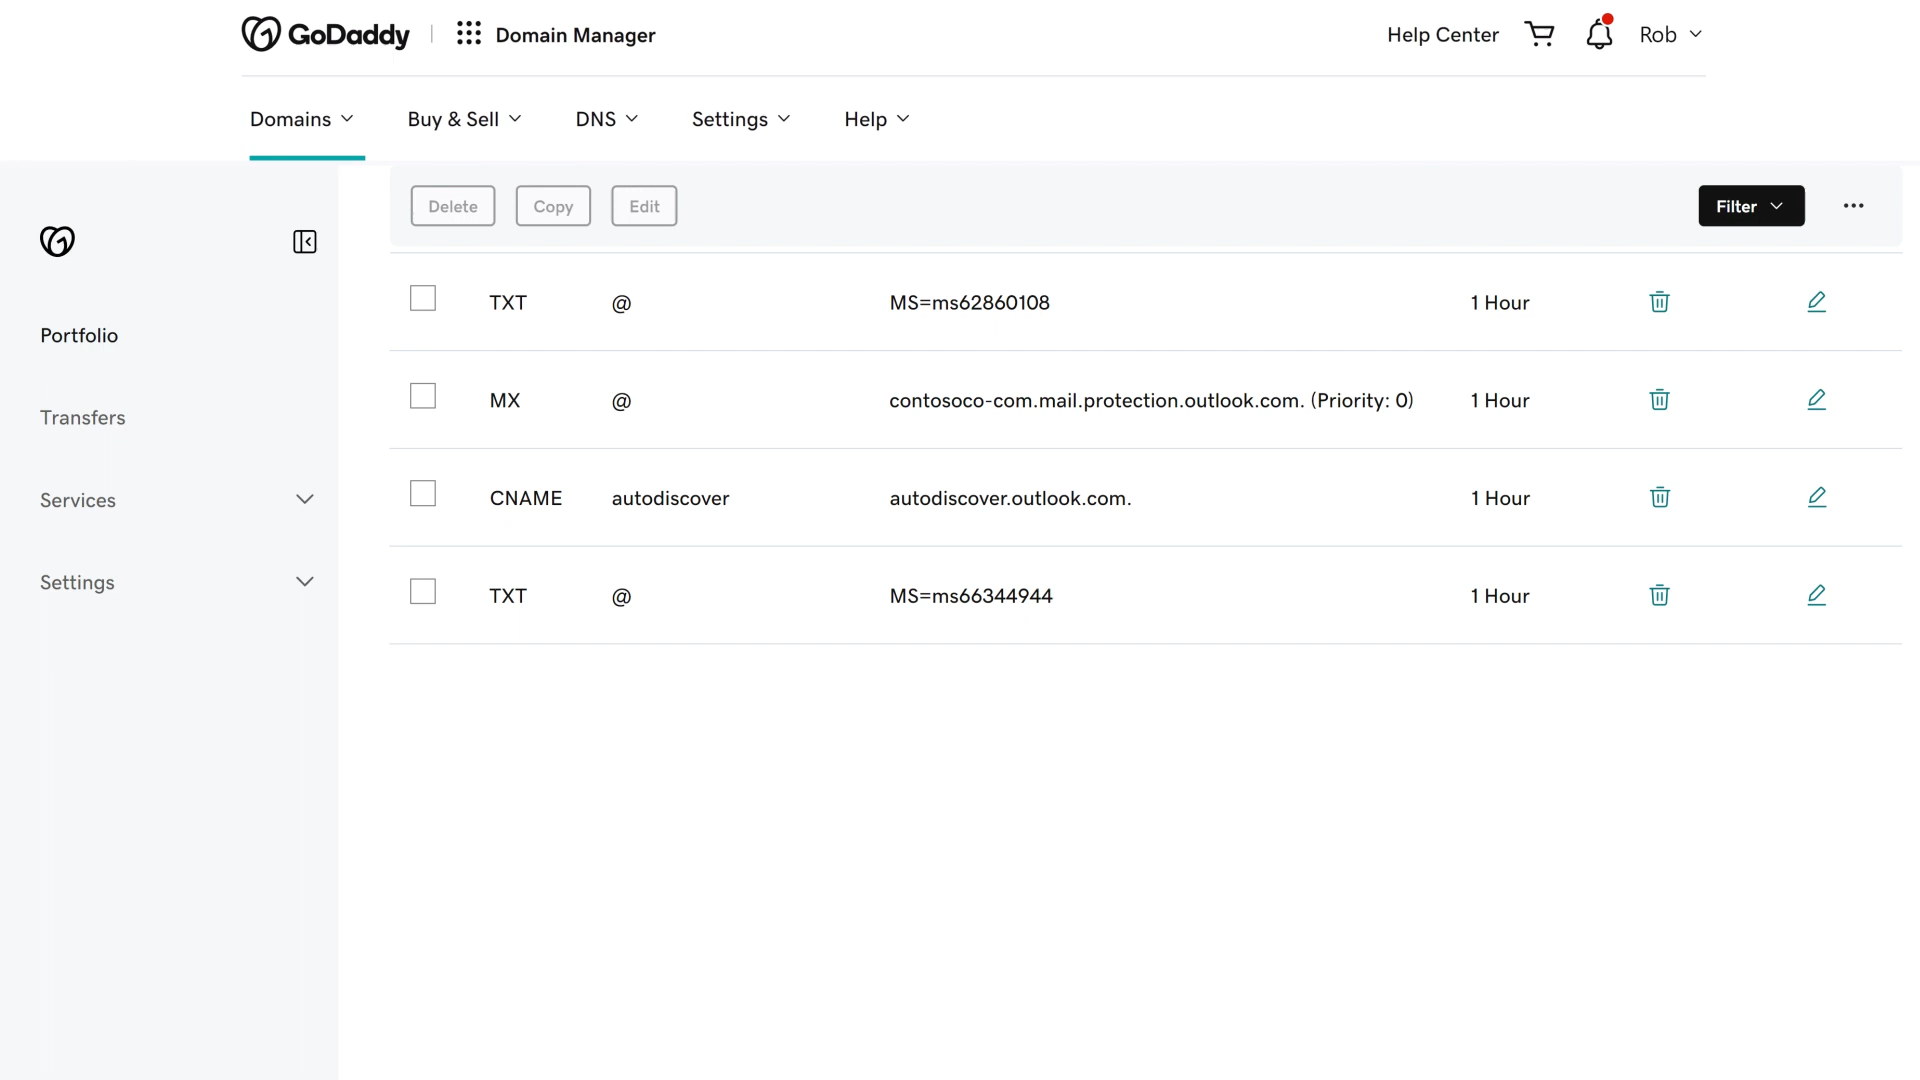 GoDaddy Domain Manager Help Center Rob
Domains Buy & Sell DNS Settings Help
Delete Copy Edit Filter
Portfolio
Transfers
Services
Settings
TXT @ MS=ms62860108 1 Hour
MX @ contosoco-com.mail.protection.outlook.com. (Priority: 0) 1 Hour
CNAME autodiscover autodiscover.outlook.com. 1 Hour
TXT @ MS=ms66344944 1 Hour